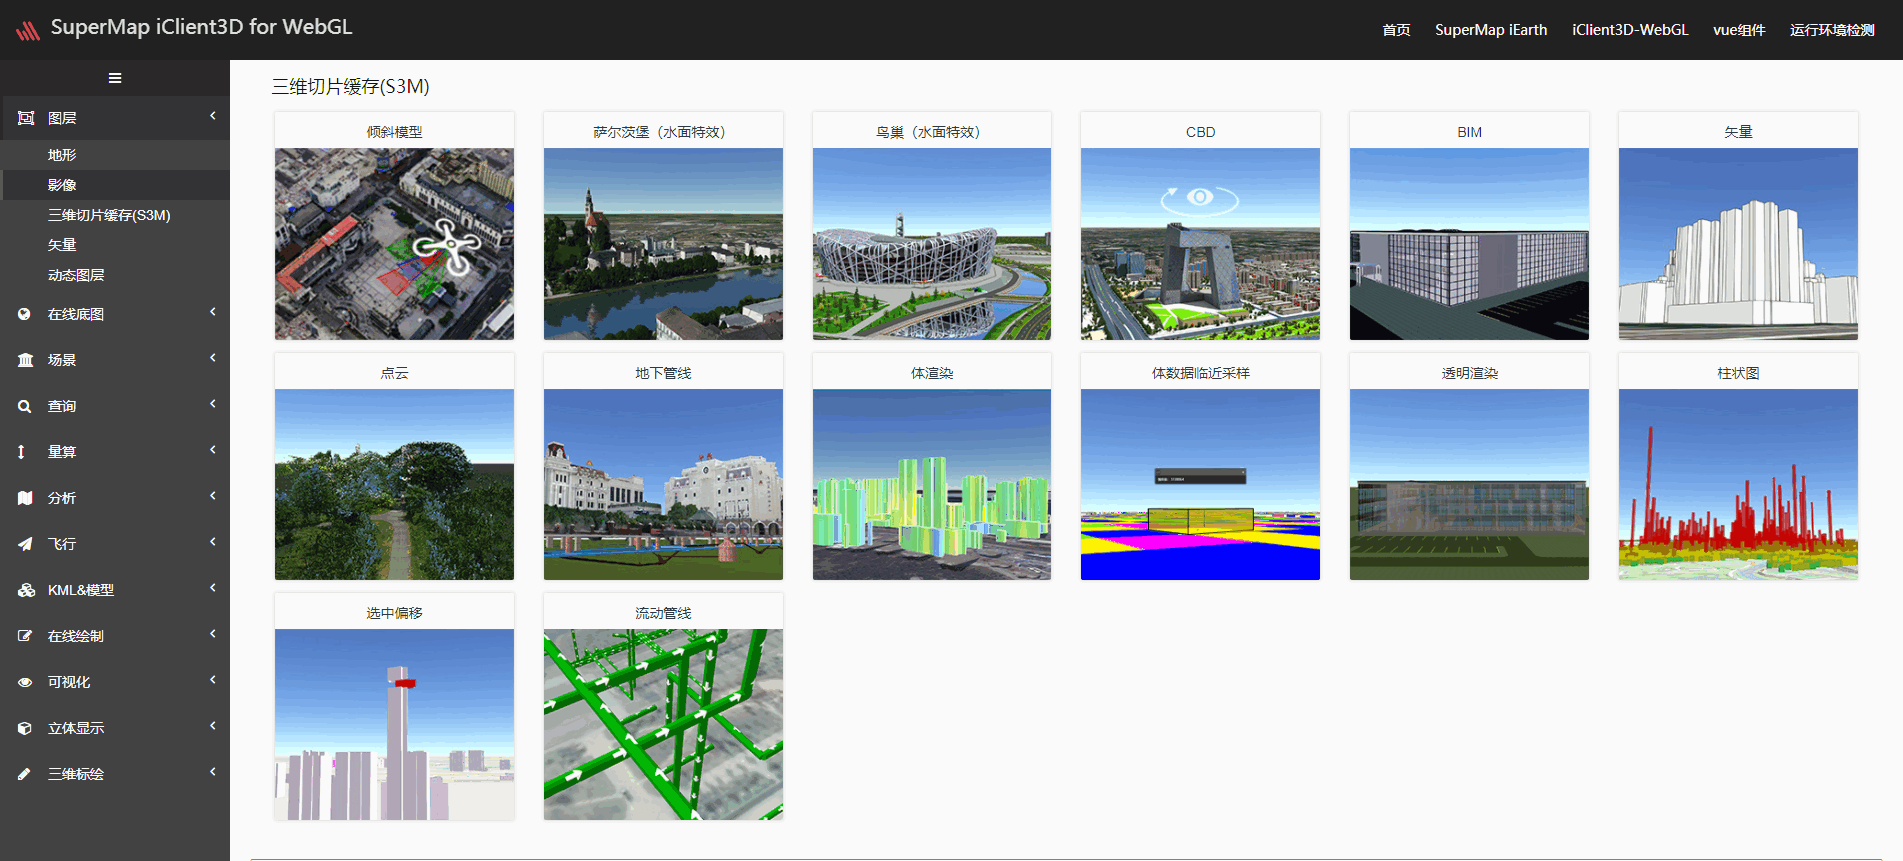 SuperMap iClient3D for WebGL
首页
SuperMap iEarth
iClient3D-WebGL
vue组件
运行环境检测
图层
地形
影像
三维切片缓存(S3M)
矢量
动态图层
在线底图
场景
查询
量算
分析
飞行
KML&模型
在线绘制
可视化
立体显示
三维标绘
三维切片缓存(S3M)
倾斜模型
萨尔茨堡（水面特效）
鸟巢（水面特效）
CBD
BIM
矢量
点云
地下管线
体渲染
体数据临近采样
透明渲染
柱状图
选中偏移
流动管线